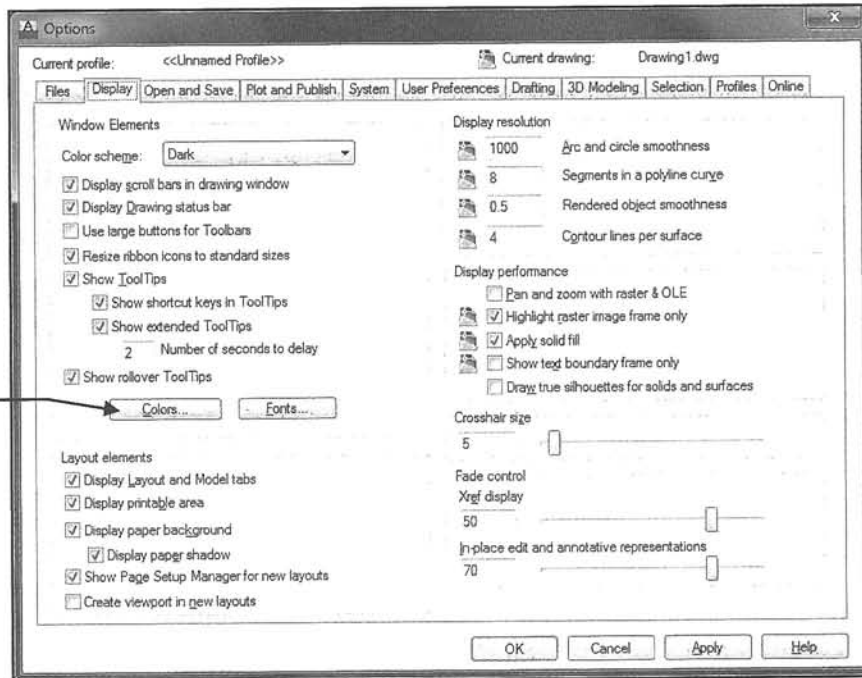 A Options
Current profile: <<Unnamed Profile>> Current drawing: Drawing1.dwg
Files Display Open and Save Plot and Publish System User Preferences Drafting 3D Modeling Selection Profiles Online
Window Elements
Color scheme: Dark
Display scroll bars in drawing window
Display Drawing status bar
Use large buttons for Toolbars
Resize ribbon icons to standard sizes
Show ToolTips
Show shortcut keys in ToolTips
Show extended ToolTips
2 Number of seconds to delay
Show rollover ToolTips
Colors... Fonts...
Layout elements
Display Layout and Model tabs
Display printable area
Display paper background
Display paper shadow
Show Page Setup Manager for new layouts
Create viewport in new layouts
Display resolution
1000 Arc and circle smoothness
8 Segments in a polyline curve
0.5 Rendered object smoothness
4 Contour lines per surface
Display performance
Pan and zoom with raster & OLE
Highlight raster image frame only
Apply solid fill
Show text boundary frame only
Draw true silhouettes for solids and surfaces
Crosshair size
5
Fade control
Xref display
50
In-place edit and annotative representations
70
OK Cancel Apply Help